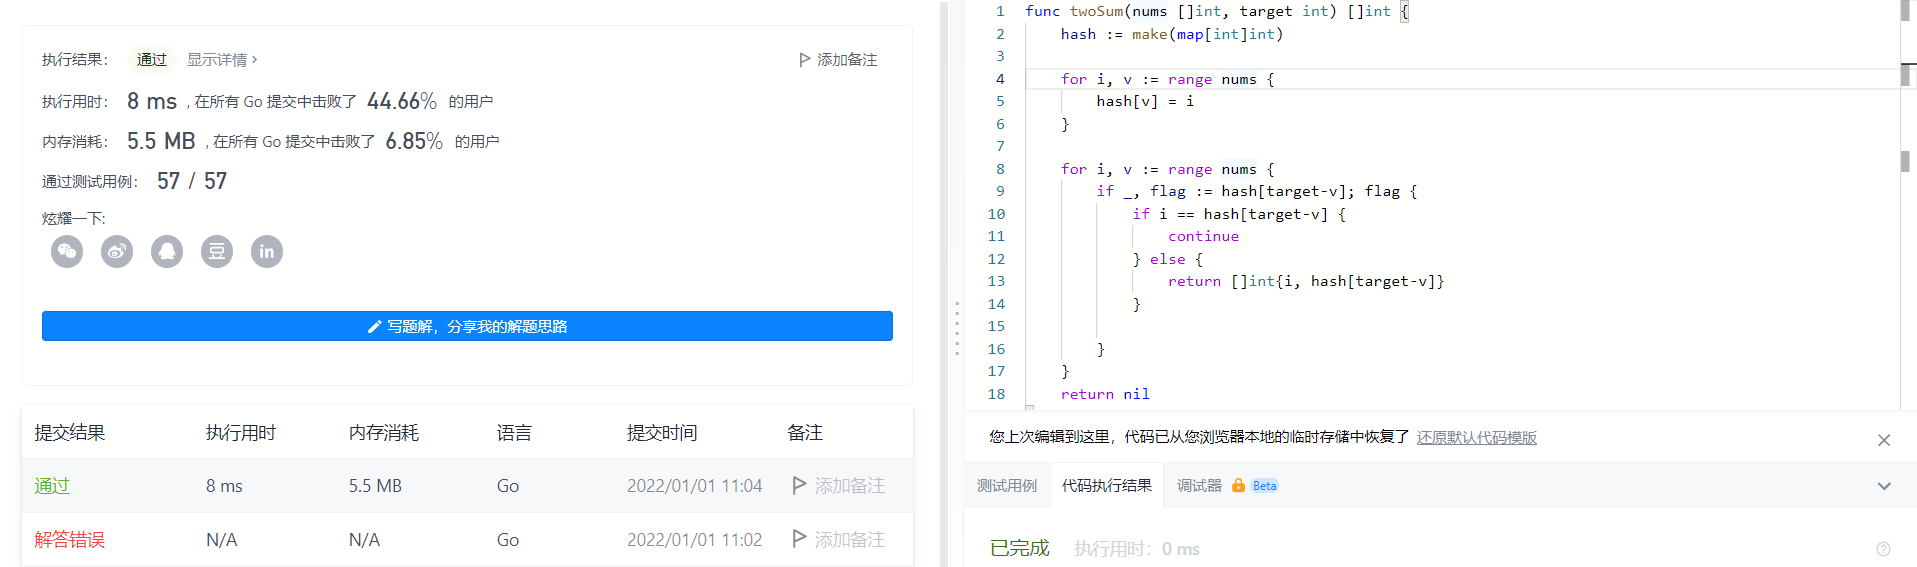 执行结果： 通过 显示详情 > 添加备注
执行用时： 8 ms , 在所有 Go 提交中击败了 44.66% 的用户
内存消耗： 5.5 MB , 在所有 Go 提交中击败了 6.85% 的用户
通过测试用例： 57 / 57
炫耀一下:
豆 in
写题解，分享我的解题思路
提交结果 执行用时 内存消耗 语言 提交时间 备注
通过 8 ms 5.5 MB Go 2022/01/01 11:04 添加备注
解答错误 N/A N/A Go 2022/01/01 11:02 添加备注
1 func twoSum(nums []int, target int) []int {
2 hash := make(map[int]int)
3
4 for i, v := range nums {
5 hash[v] = i
6 }
7
8 for i, v := range nums {
9 if _, flag := hash[target-v]; flag {
10 if i == hash[target-v] {
11 continue
12 } else {
13 return []int{i, hash[target-v]}
14 }
15
16 }
17 }
18 return nil
您上次编辑到这里，代码已从您浏览器本地的临时存储中恢复了 还原默认代码模版
测试用例 代码执行结果 调试器 Beta
已完成 执行用时：0 ms